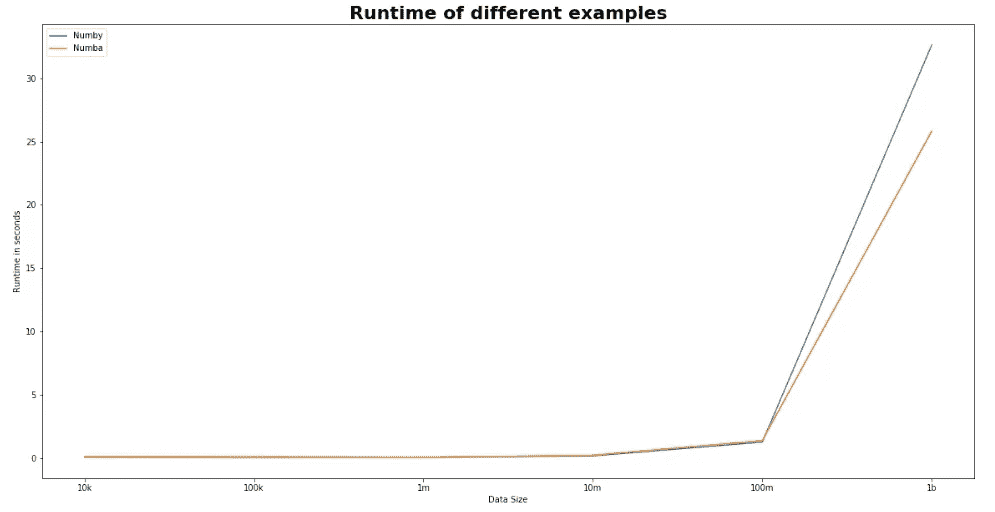 Runtime of different examples
Numby
Numba
30
25
20
15
10
5
0
Runtime in seconds
10k
100k
1m
10m
100m
1b
Data Size